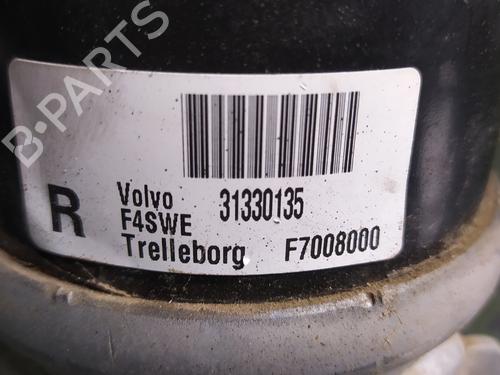 B-PARTS
R
Volvo 31330135
F4SWE
Trelleborg F7008000